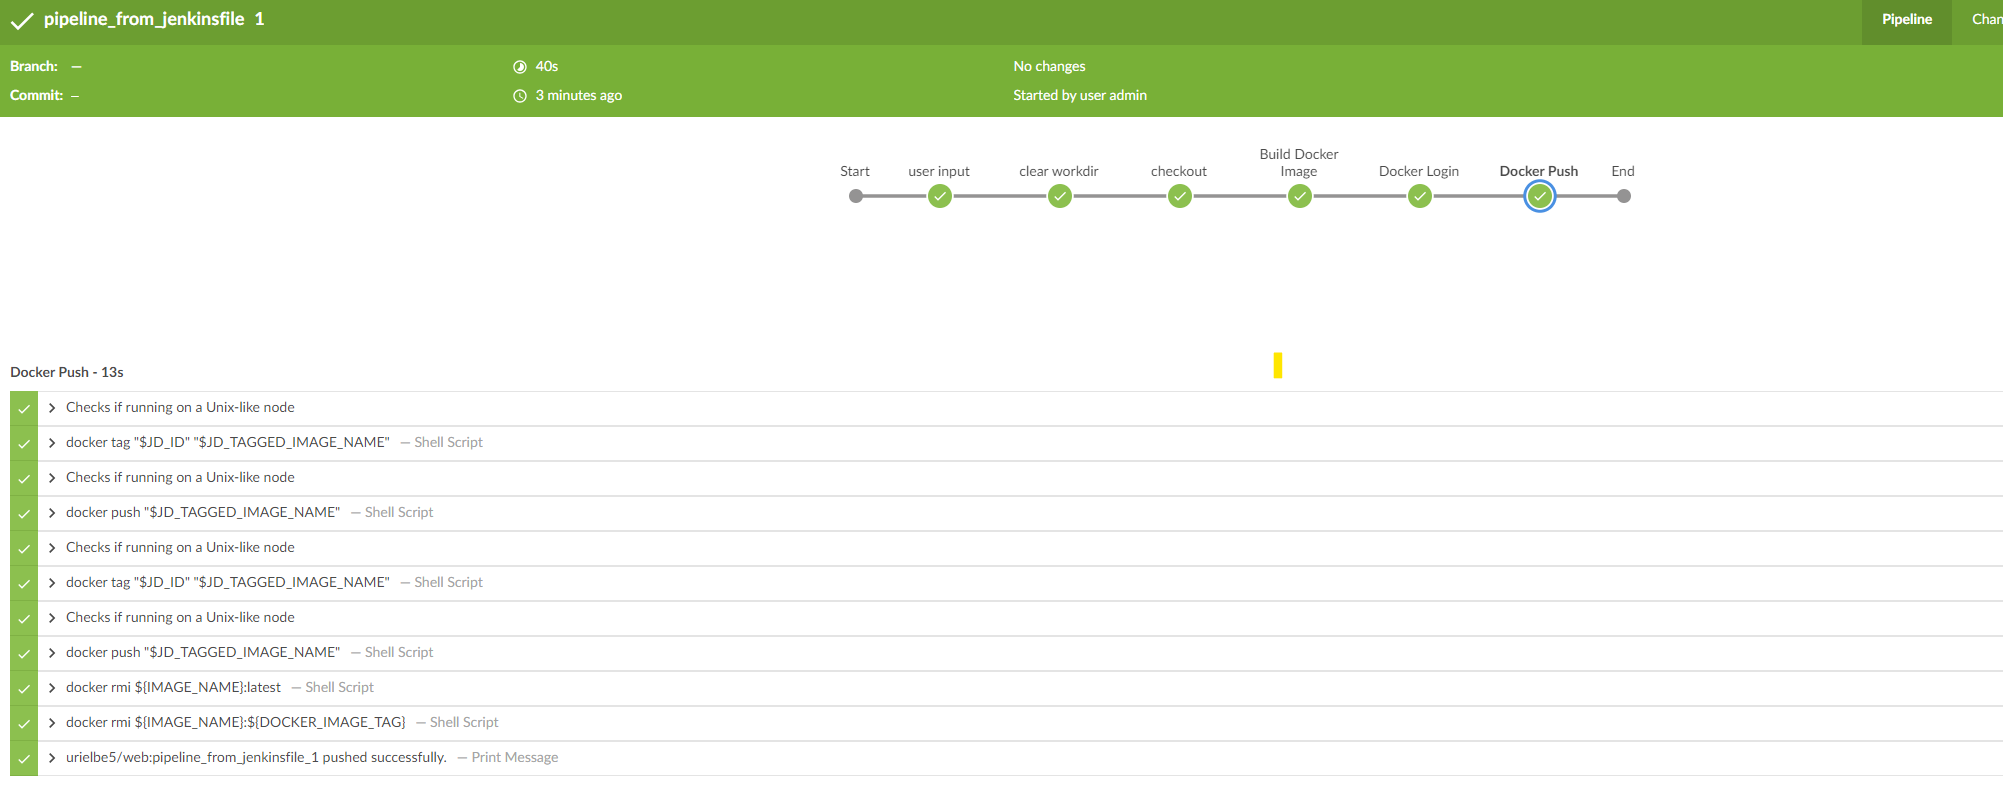 pipeline_from_jenkinsfile 1
Pipeline
Branch: —
40s
No changes
Commit: —
3 minutes ago
Started by user admin
Start
user input
clear workdir
checkout
Build Docker
Image
Docker Login
Docker Push
End
Docker Push - 13s
Checks if running on a Unix-like node
docker tag "$JD_ID" "$JD_TAGGED_IMAGE_NAME" — Shell Script
Checks if running on a Unix-like node
docker push "$JD_TAGGED_IMAGE_NAME" — Shell Script
Checks if running on a Unix-like node
docker tag "$JD_ID" "$JD_TAGGED_IMAGE_NAME" — Shell Script
Checks if running on a Unix-like node
docker push "$JD_TAGGED_IMAGE_NAME" — Shell Script
docker rmi ${IMAGE_NAME}:latest — Shell Script
docker rmi ${IMAGE_NAME}:${DOCKER_IMAGE_TAG} — Shell Script
urielbe5/web:pipeline_from_jenkinsfile_1 pushed successfully. — Print Message